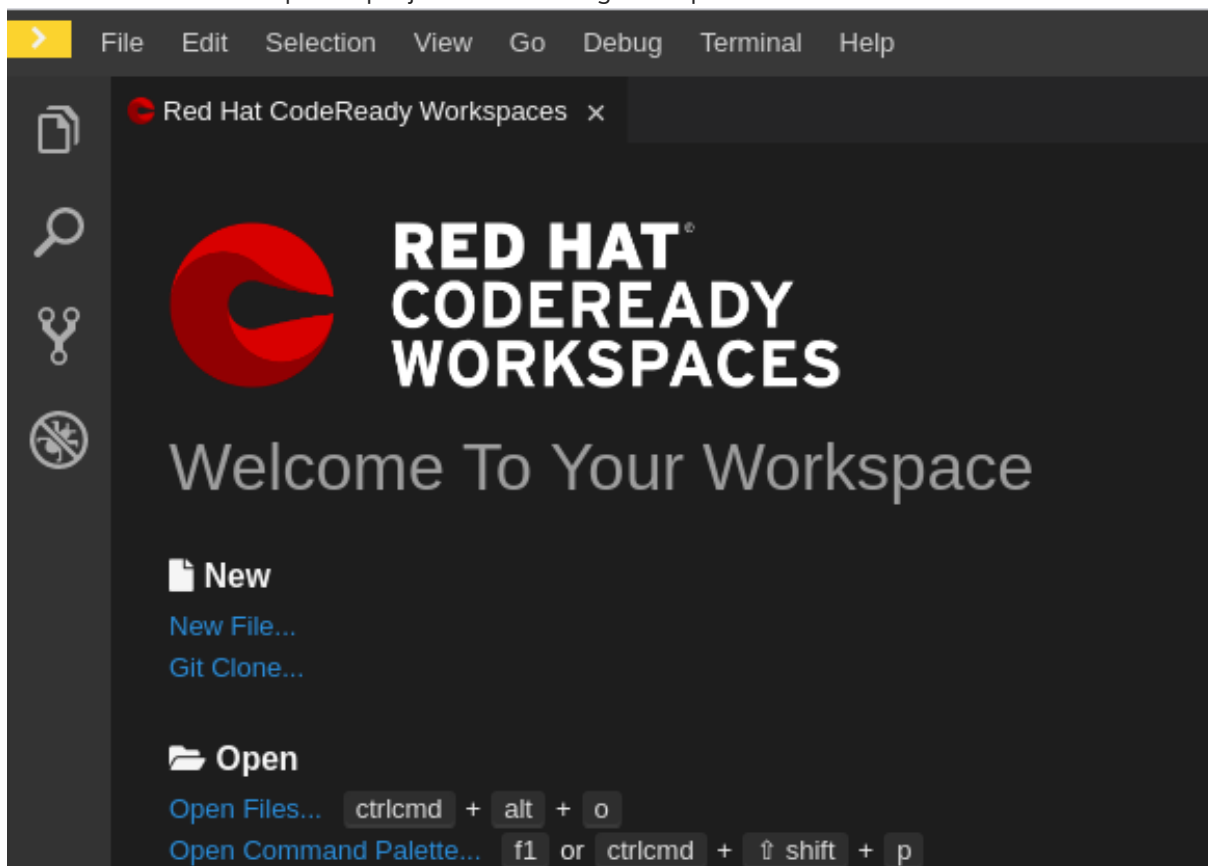 File Edit Selection View Go Debug Terminal Help
Red Hat CodeReady Workspaces ×
RED HAT®
CODEREADY
WORKSPACES
Welcome To Your Workspace
New
New File...
Git Clone...
Open
Open Files... ctrlcmd + alt + o
Open Command Palette... f1 or ctrlcmd + ⇧ shift + p